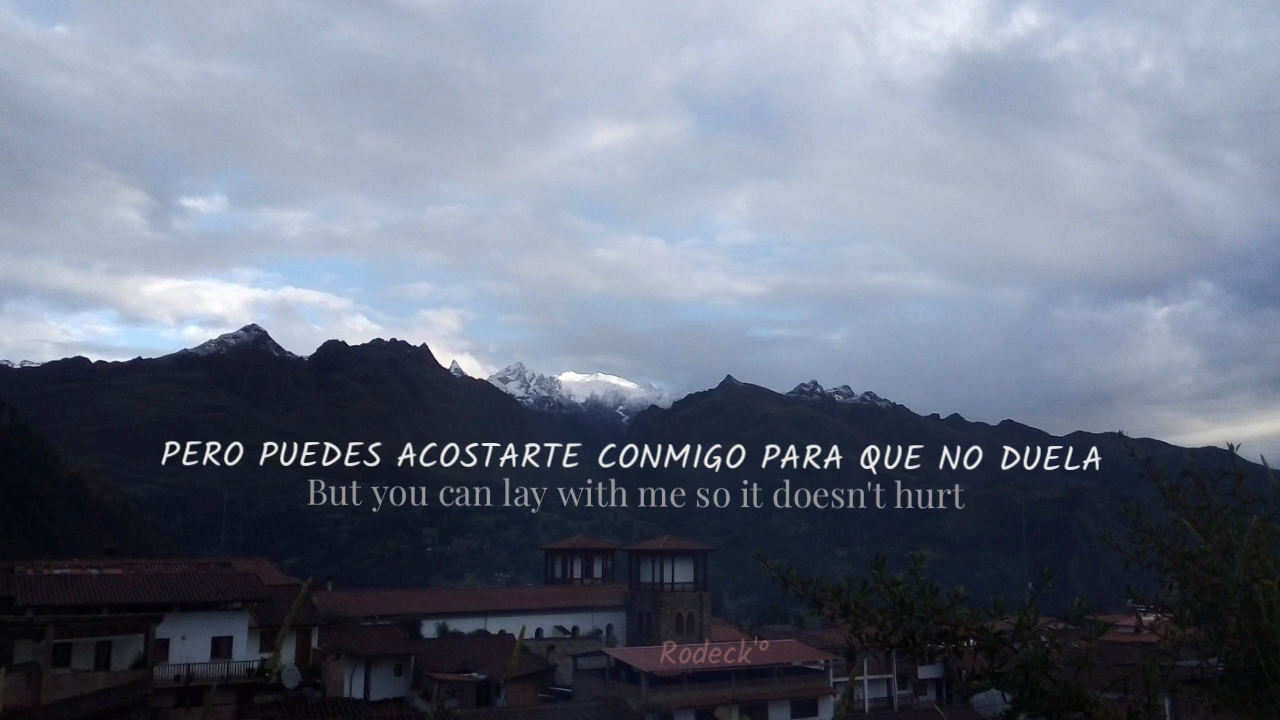 PERO PUEDES ACOSTARTE CONMIGO PARA QUE NO DUELA
But you can lay with me so it doesn't hurt
Rodeck'°